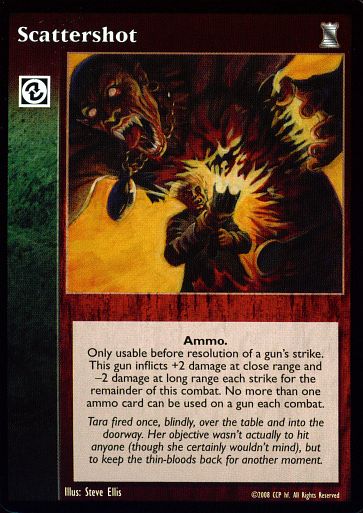 Scattershot
Ammo.
Only usable before resolution of a gun's strike.
This gun inflicts +2 damage at close range and
–2 damage at long range each strike for the
remainder of this combat. No more than one
ammo card can be used on a gun each combat.
Tara fired once, blindly, over the table and into the
doorway. Her objective wasn't actually to hit
anyone (though she certainly wouldn't mind), but
to keep the thin-bloods back for another moment.
Illus: Steve Ellis
©2008 CCP hf. All Rights Reserved